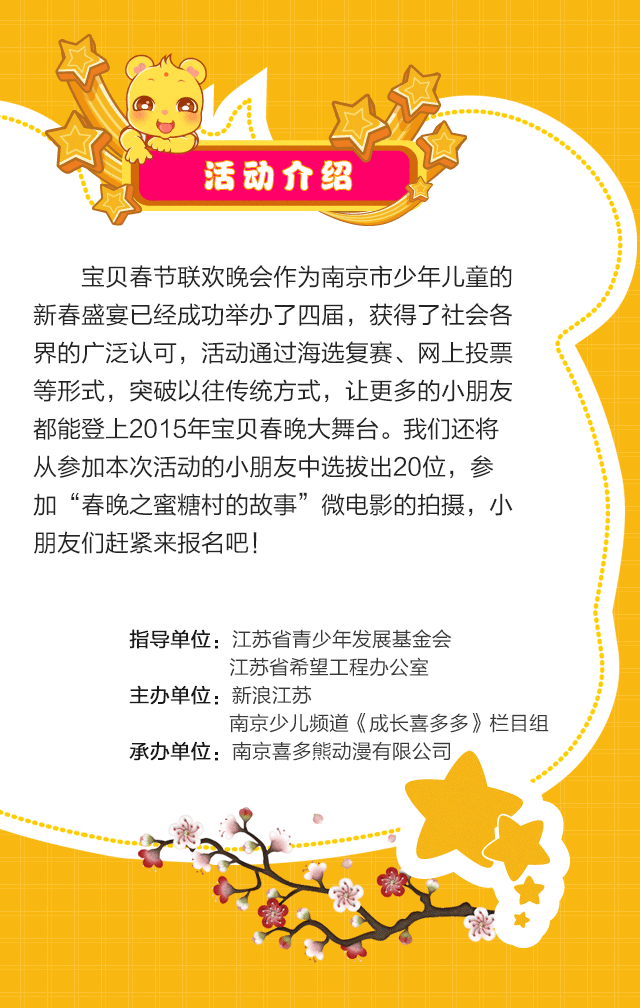 活动介绍
宝贝春节联欢晚会作为南京市少年儿童的
新春盛宴已经成功举办了四届，获得了社会各
界的广泛认可，活动通过海选复赛、网上投票
等形式，突破以往传统方式，让更多的小朋友
都能登上2015年宝贝春晚大舞台。我们还将
从参加本次活动的小朋友中选拔出20位，参
加“春晚之蜜糖村的故事”微电影的拍摄，小
朋友们赶紧来报名吧！
指导单位：江苏省青少年发展基金会
江苏省希望工程办公室
主办单位：新浪江苏
南京少儿频道《成长喜多多》栏目组
承办单位：南京喜多熊动漫有限公司